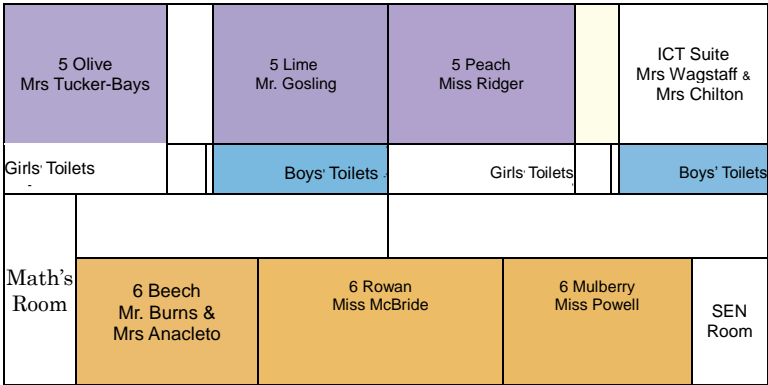 5 Olive
Mrs Tucker-Bays
5 Lime
Mr. Gosling
5 Peach
Miss Ridger
ICT Suite
Mrs Wagstaff &
Mrs Chilton
Girls' Toilets
Boys' Toilets
Girls' Toilets
Boys' Toilets
Math's
Room
6 Beech
Mr. Burns &
Mrs Anacleto
6 Rowan
Miss McBride
6 Mulberry
Miss Powell
SEN
Room